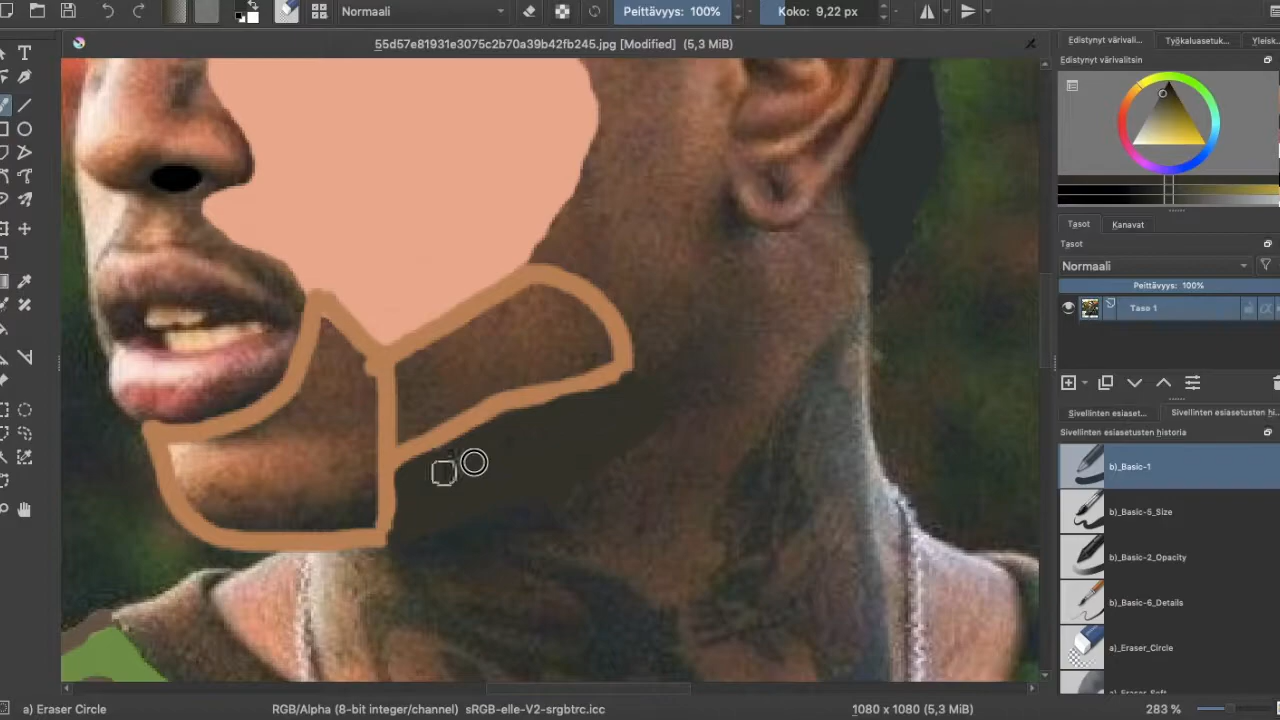 Normaali
Peittävyys: 100%
Koko: 9,22 px
55d57e81931e3075c2b70a39b42fb245.jpg [Modified] (5,3 MiB)
Edistynyt värivali...
Työkaluasetuk...
Yleisk
Edistynyt värivalitsin
Tasot
Kanavat
Tasot
Normaali
Peittävyys: 100%
Taso 1
Sivellinten esiaset...
Sivellinten esiasetusten hi
Sivellinten esiasetusten historia
b)_Basic-1
b)_Basic-5_Size
b)_Basic-2_Opacity
b)_Basic-6_Details
a)_Eraser_Circle
a)_Eraser_Soft
a) Eraser Circle
RGB/Alpha (8-bit integer/channel) sRGB-elle-V2-srgbtrc.icc
1080 x 1080 (5,3 MiB)
283 %